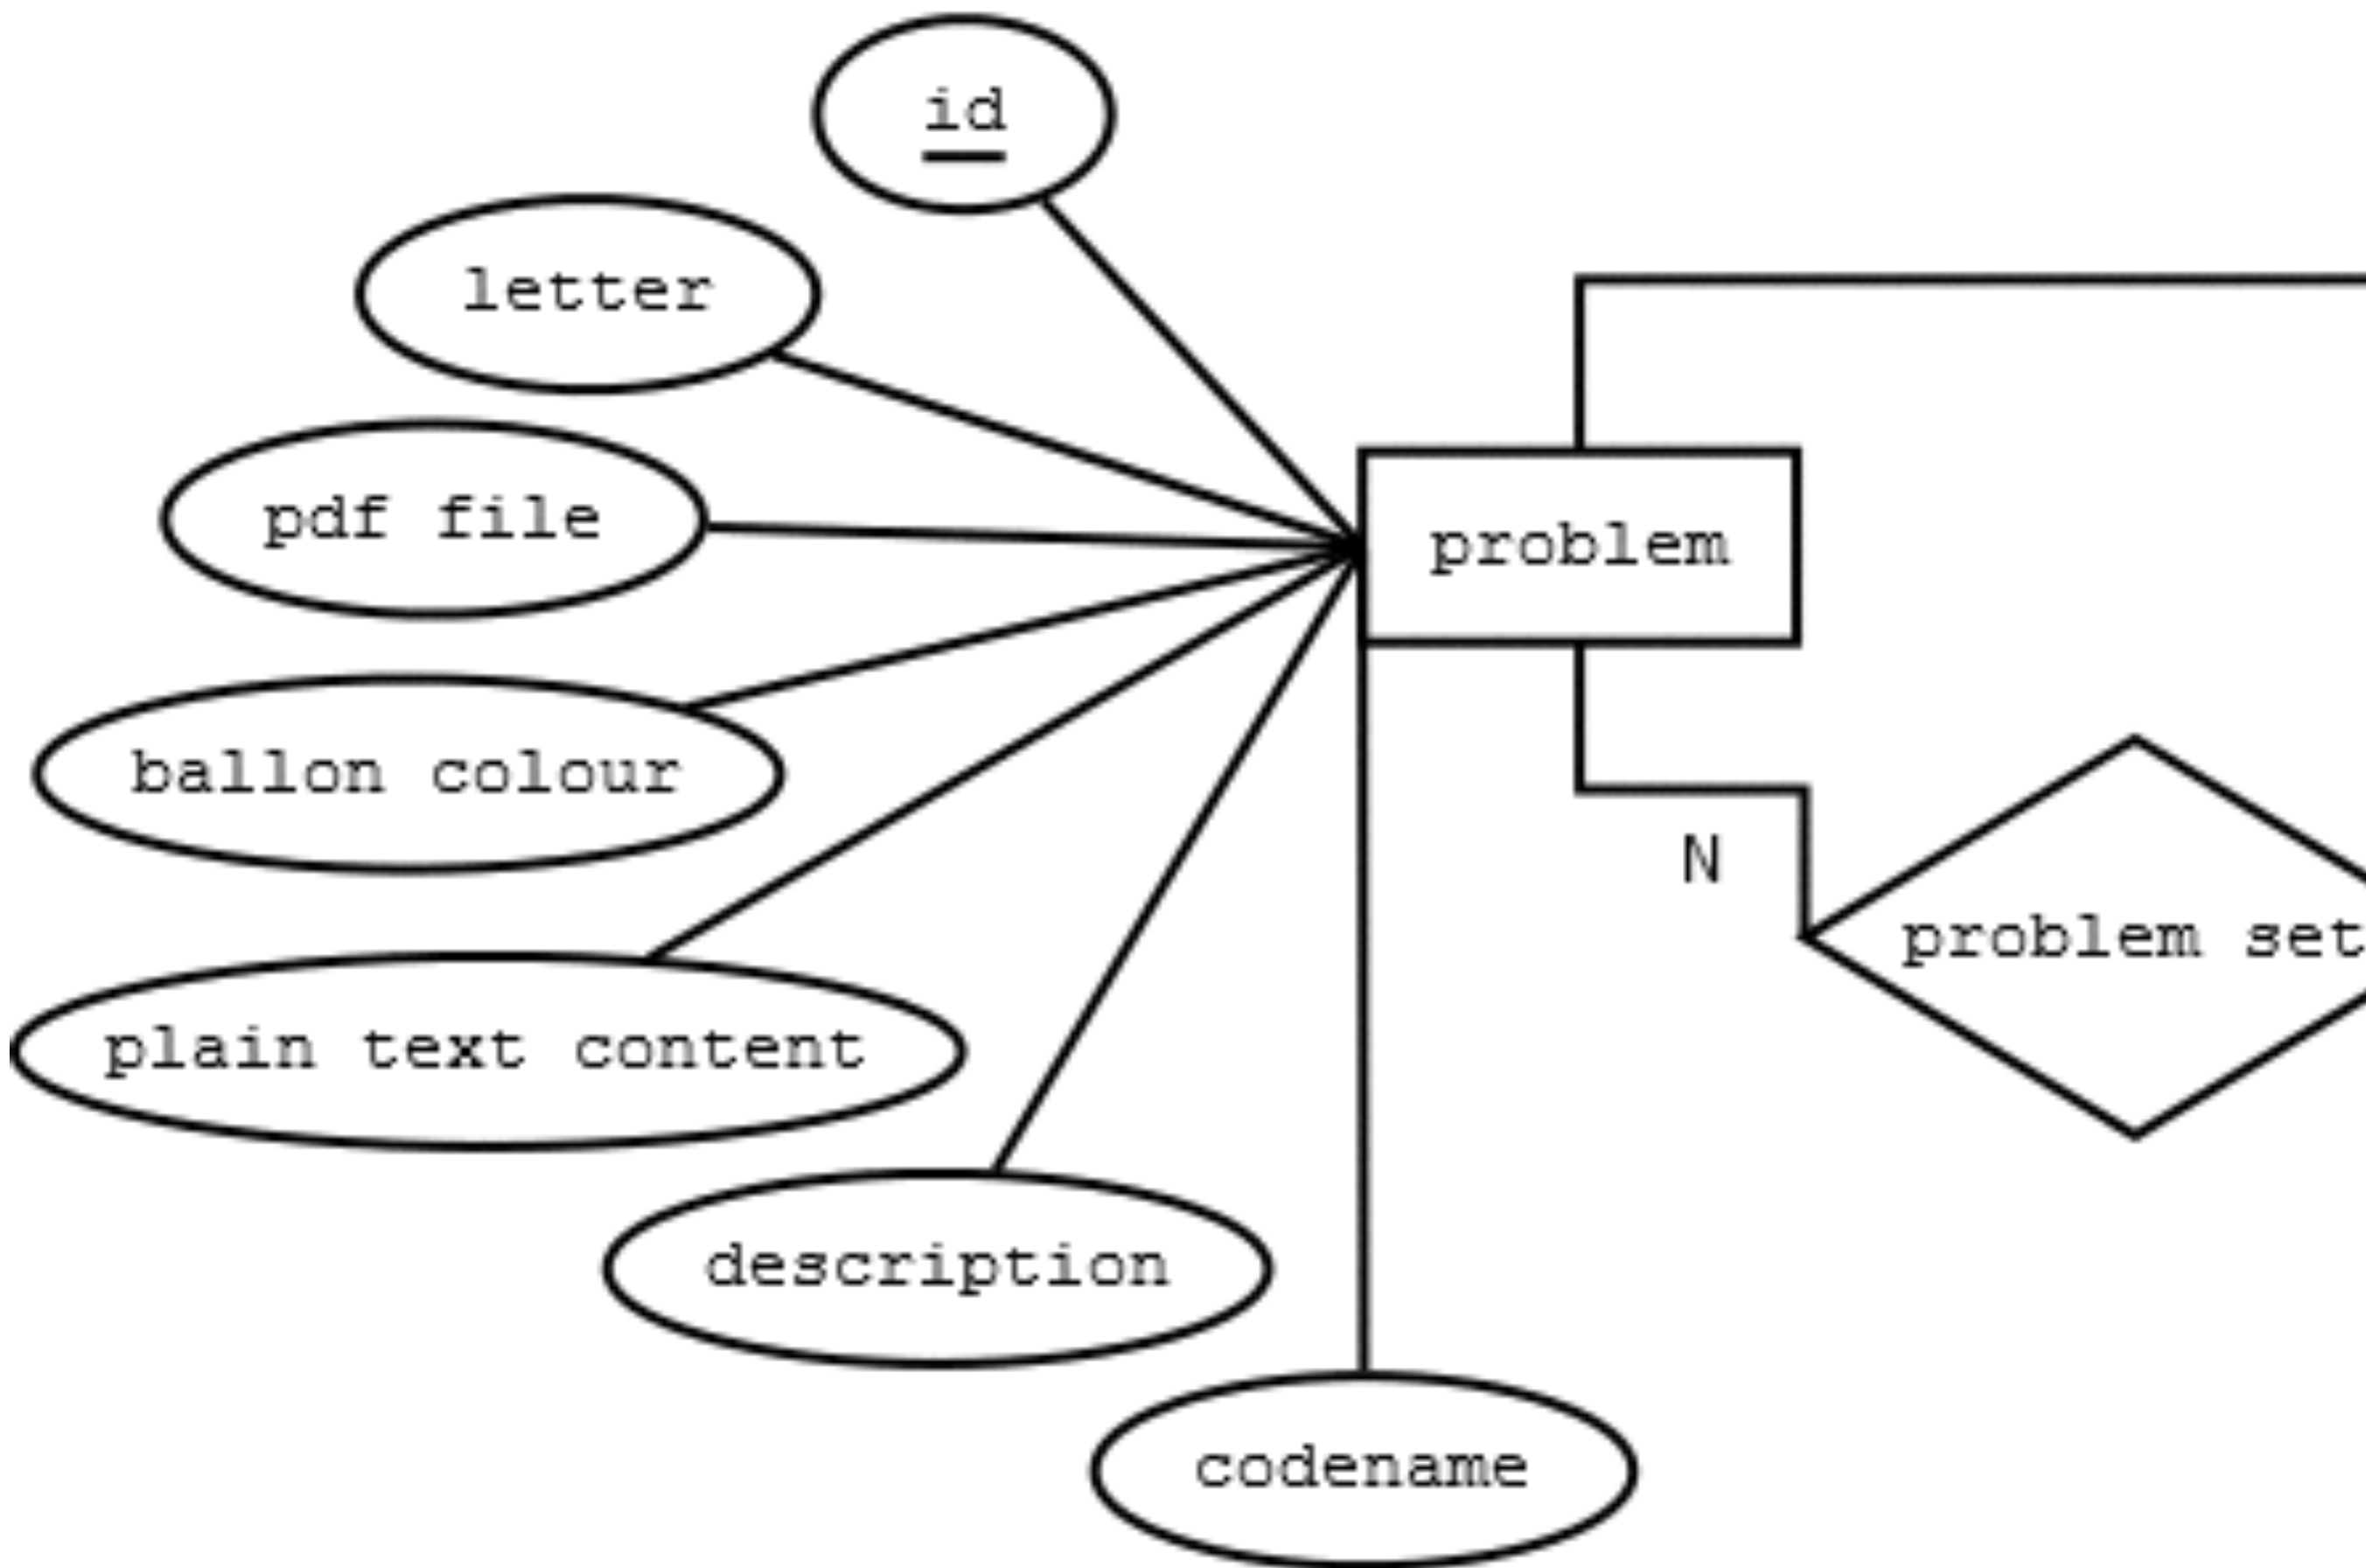 id
letter
pdf file
problem
ballon colour
N
problem set
plain text content
description
codename